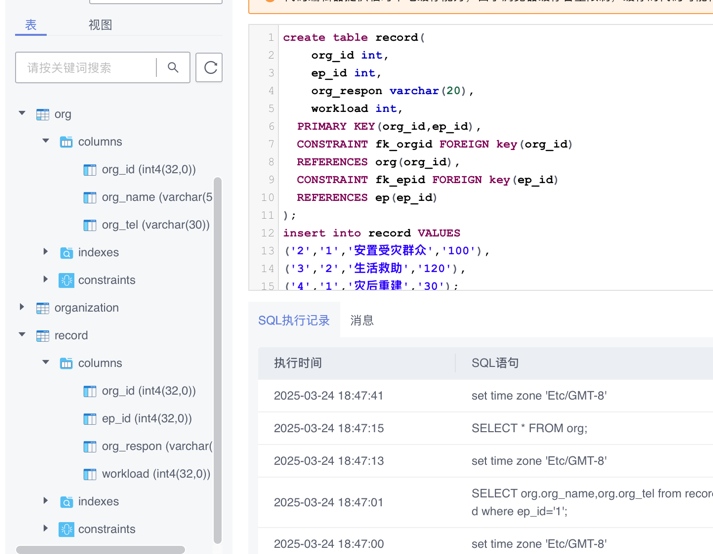 表 视图
请按关键词搜索
org
columns
org_id (int4(32,0))
org_name (varchar(5
org_tel (varchar(30))
indexes
constraints
organization
record
columns
org_id (int4(32,0))
ep_id (int4(32,0))
org_respon (varchar(
workload (int4(32,0))
indexes
constraints
1 create table record(
2 org_id int,
3 ep_id int,
4 org_respon varchar(20),
5 workload int,
6 PRIMARY KEY(org_id,ep_id),
7 CONSTRAINT fk_orgid FOREIGN key(org_id)
8 REFERENCES org(org_id),
9 CONSTRAINT fk_epid FOREIGN key(ep_id)
10 REFERENCES ep(ep_id)
11 );
12 insert into record VALUES
13 ('2','1','安置受灾群众','100'),
14 ('3','2','生活救助','120'),
15 ('4','1','灾后重建','30');
SQL执行记录 消息
执行时间 SQL语句
2025-03-24 18:47:41 set time zone 'Etc/GMT-8'
2025-03-24 18:47:15 SELECT * FROM org;
2025-03-24 18:47:13 set time zone 'Etc/GMT-8'
2025-03-24 18:47:01 SELECT org.org_name,org.org_tel from recor
d where ep_id='1';
2025-03-24 18:47:00 set time zone 'Etc/GMT-8'